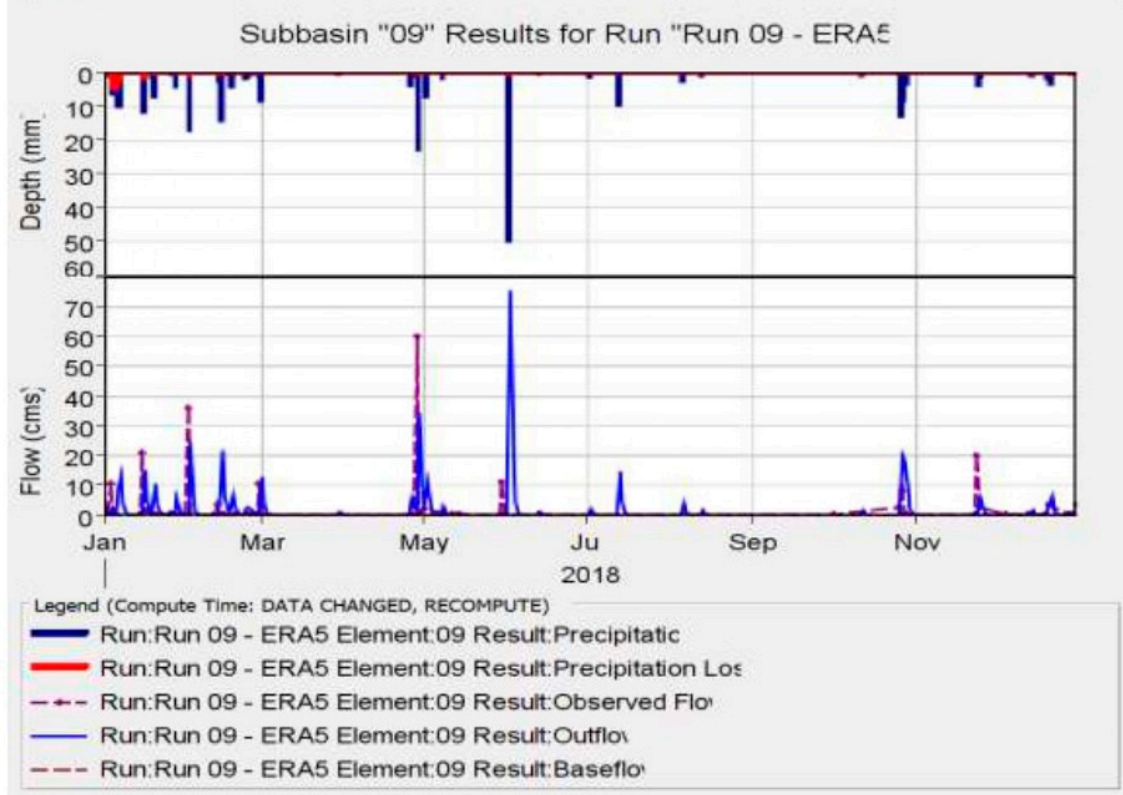 Subbasin "09" Results for Run "Run 09 - ERA5
Depth (mm)
0
10
20
30
40
50
60
Flow (cms)
70
60
50
40
30
20
10
0
Jan Mar May Ju Sep Nov
2018
Legend (Compute Time: DATA CHANGED, RECOMPUTE)
Run:Run 09 - ERA5 Element:09 Result:Precipitatic
Run:Run 09 - ERA5 Element:09 Result:Precipitation Los
Run:Run 09 - ERA5 Element:09 Result:Observed Flo
Run:Run 09 - ERA5 Element:09 Result:Outflo
Run:Run 09 - ERA5 Element:09 Result:Baseflo